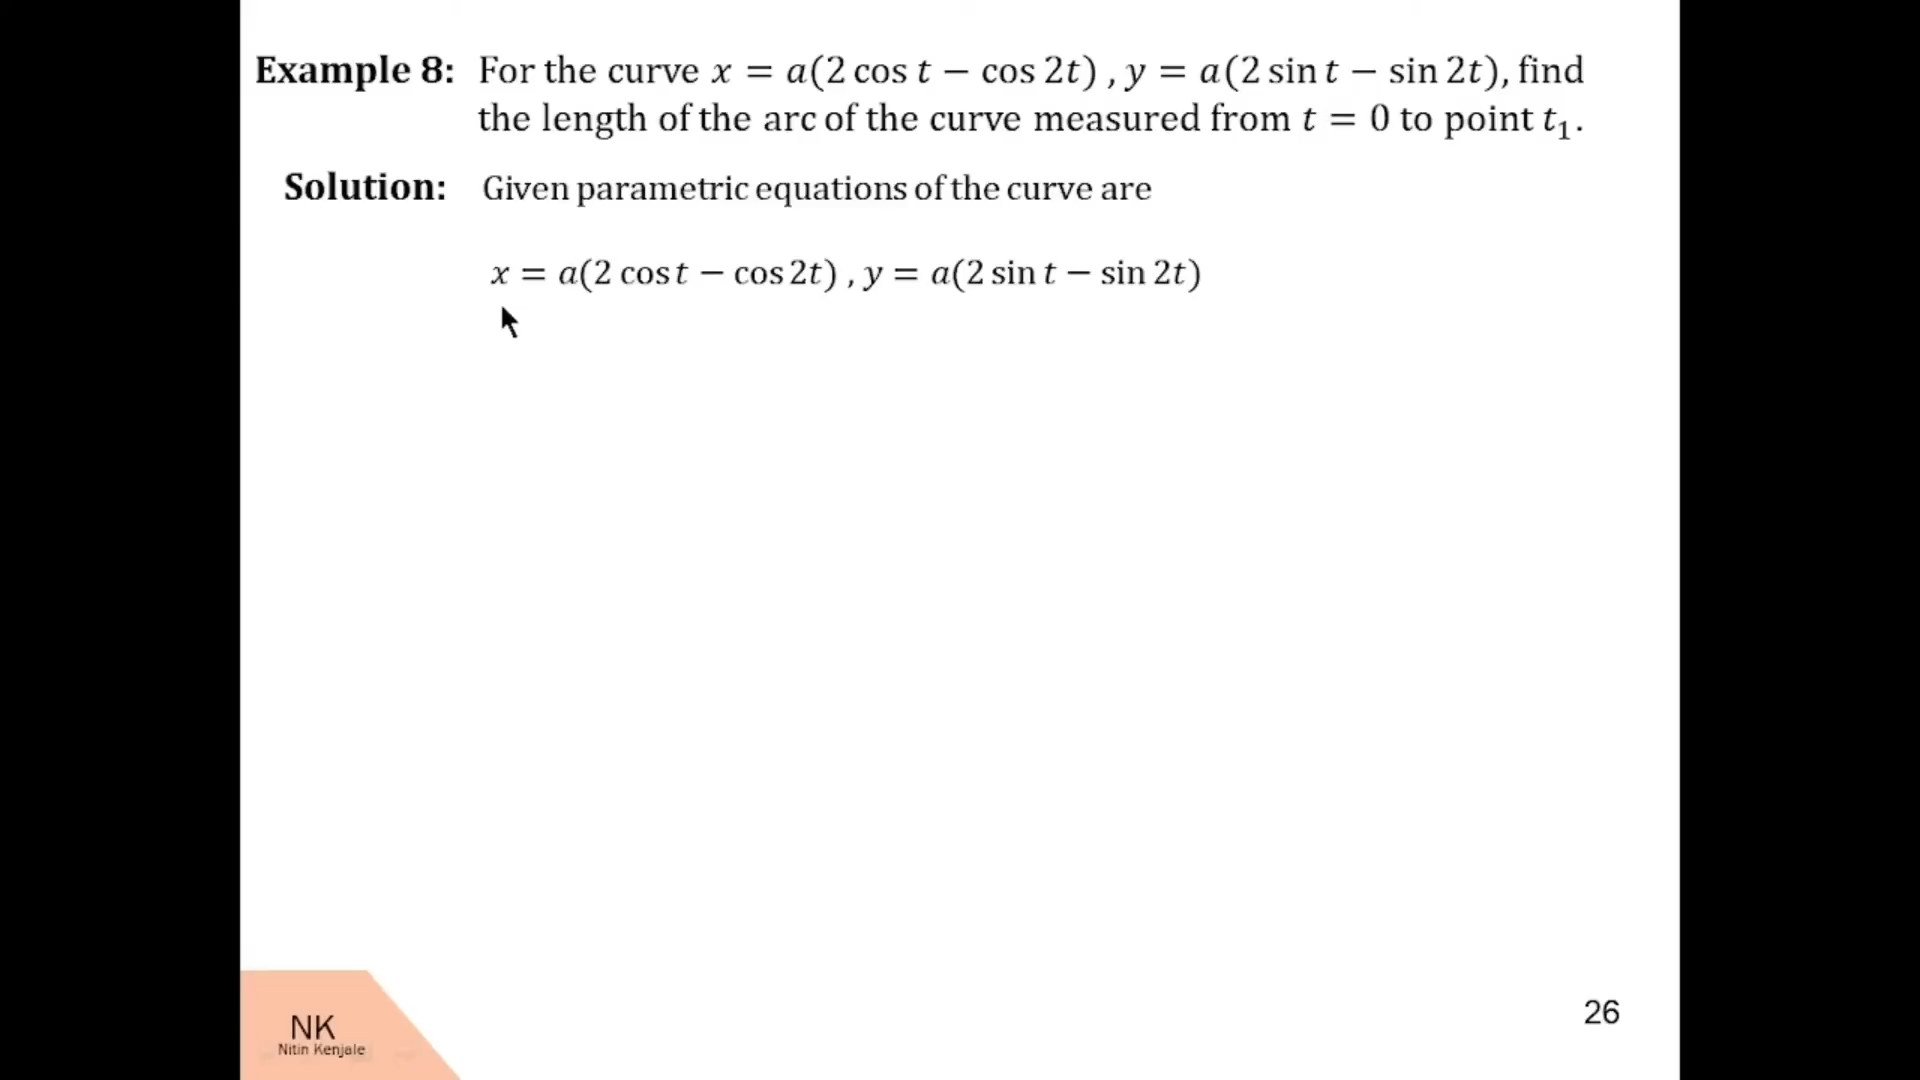 Example 8: For the curve x = a(2 cos t − cos 2t) , y = a(2 sin t − sin 2t), find
the length of the arc of the curve measured from t = 0 to point t₁.
Solution: Given parametric equations of the curve are
x = a(2 cos t − cos 2t) , y = a(2 sin t − sin 2t)
NK
Nitin Kenjale
26